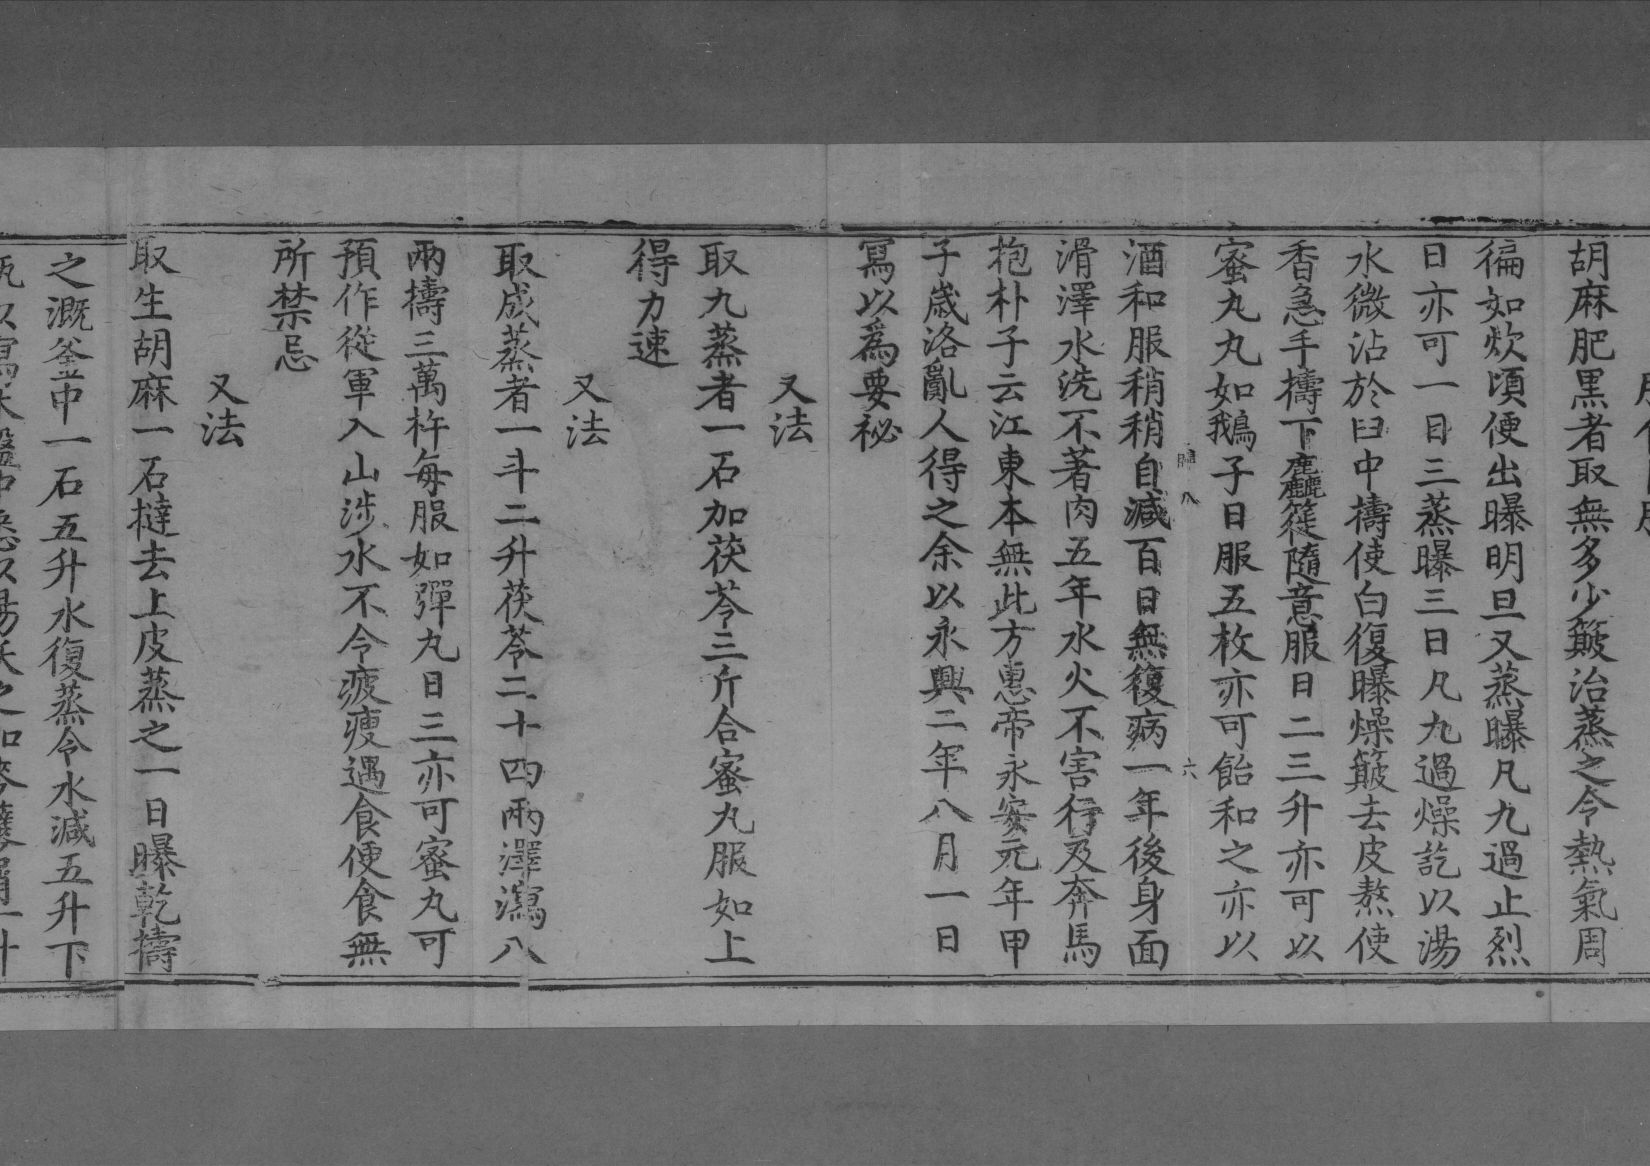 胡麻肥黑者取無多少簸治蒸之令熱氣周
徧如炊頃便出曝明旦又蒸曝凡九過止烈
日亦可一日三蒸曝三日凡九過燥訖以湯
水微沾於臼中擣使白復曝燥簸去皮熬使
香急手擣下麤簁隨意服日二三升亦可以
蜜丸丸如鵝子日服五枚亦可飴和之亦以
臨 八 六
酒和服稍稍自減百日無復病一年後身面
滑澤水洗不著肉五年水火不害行及奔馬
抱朴子云江東本無此方惠帝永安元年甲
子歲洛亂人得之余以永興二年八月一日
寫以爲要祕
又法
取九蒸者一石加茯苓三斤合蜜丸服如上
得力速
又法
取成蒸者一斗二升茯苓二十四兩澤瀉八
兩擣三萬杵每服如彈丸日三亦可蜜丸可
預作從軍入山涉水不令疲瘦遇食便食無
所禁忌
又法
取生胡麻一石撻去上皮蒸之一日曝乾擣
之溉釜中一石五升水復蒸令水減五升下